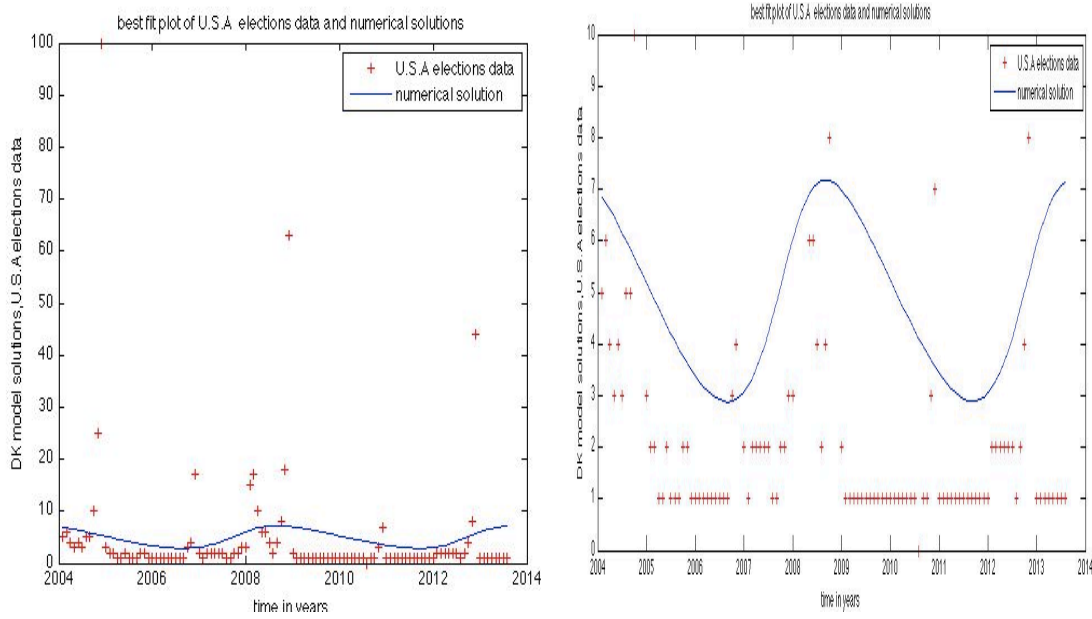 best fit plot of U.S.A elections data and numerical solutions
100
90
80
70
60
50
40
30
20
10
0
DK model solutions,U.S.A elections data
U.S.A elections data
numerical solution
2004 2006 2008 2010 2012 2014
time in years
best fit plot of U.S.A elections data and numerical solutions
10
9
8
7
6
5
4
3
2
1
0
DK model solutions,U.S.A elections data
U.S.A elections data
numerical solution
2004 2005 2006 2007 2008 2009 2010 2011 2012 2013 2014
time in years